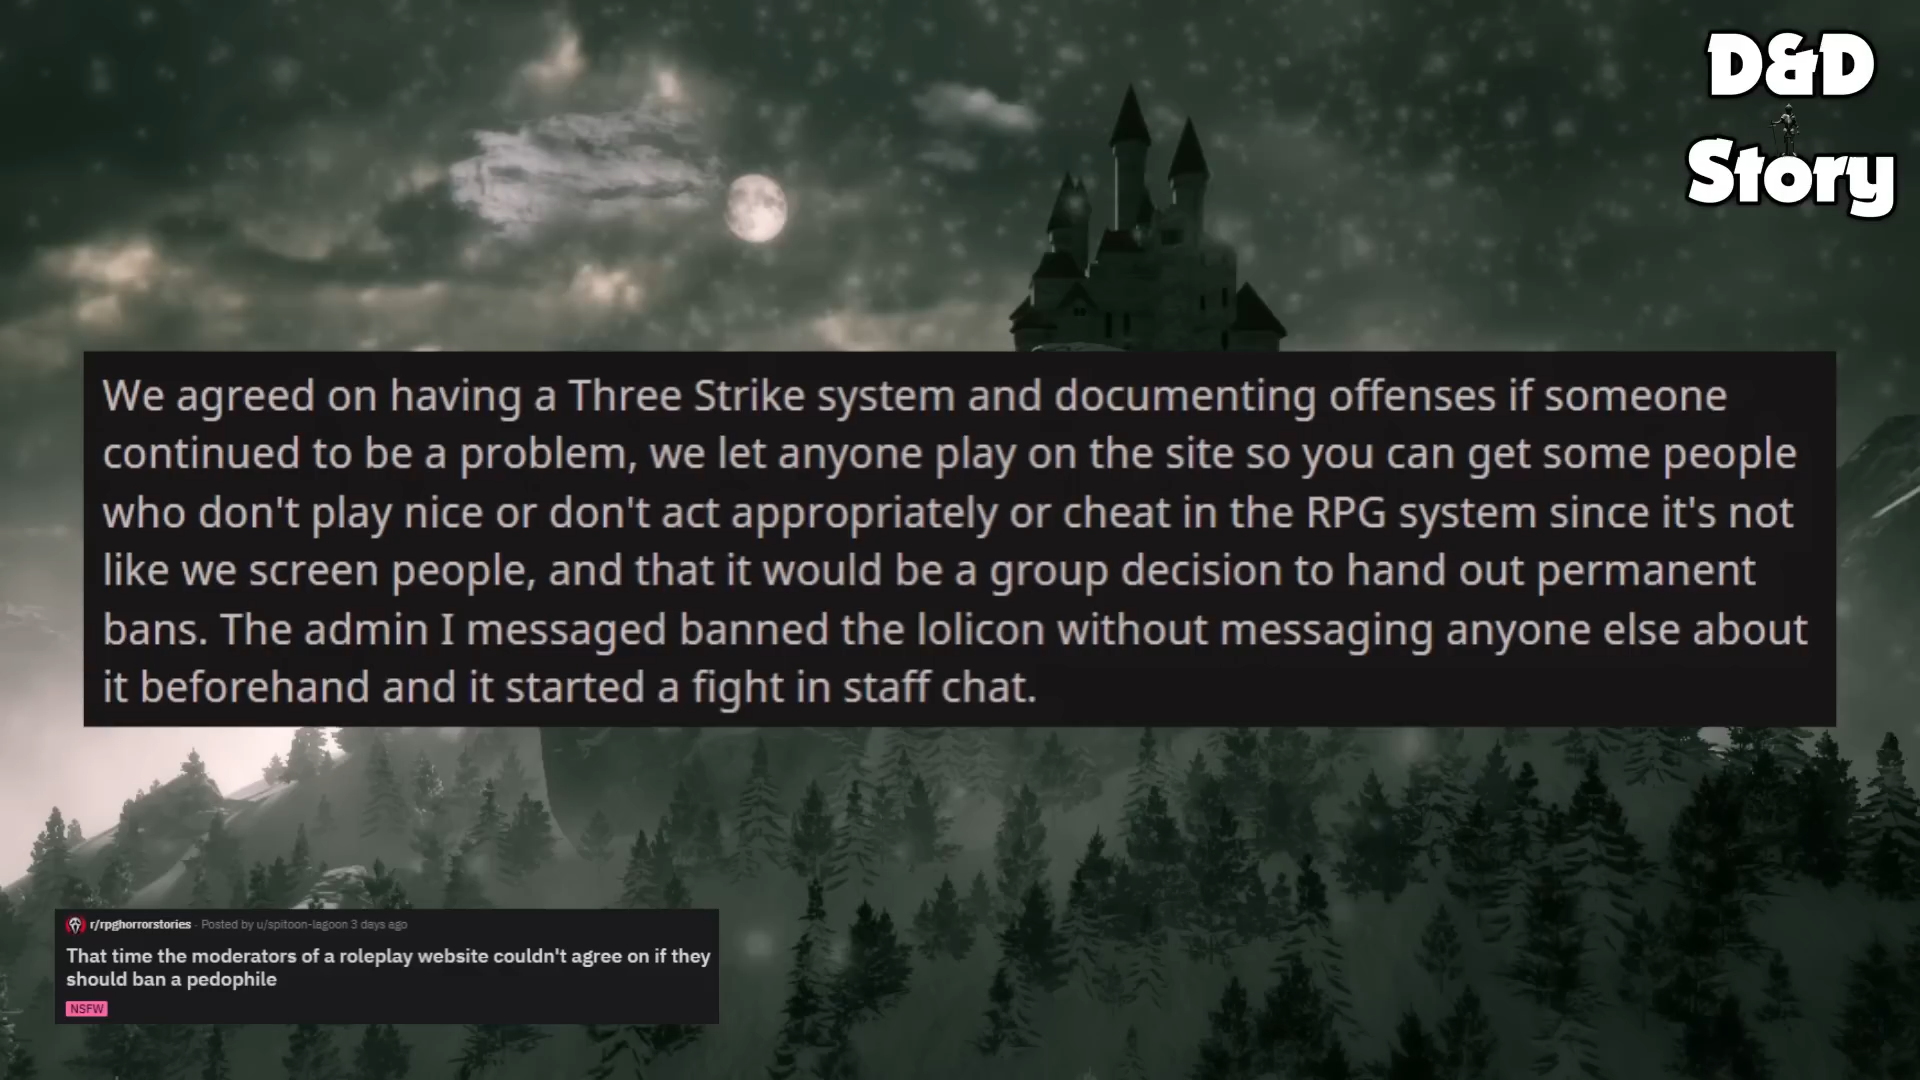 D&D
Story
We agreed on having a Three Strike system and documenting offenses if someone
continued to be a problem, we let anyone play on the site so you can get some people
who don't play nice or don't act appropriately or cheat in the RPG system since it's not
like we screen people, and that it would be a group decision to hand out permanent
bans. The admin I messaged banned the lolicon without messaging anyone else about
it beforehand and it started a fight in staff chat.
r/rpghorrorstories · Posted by u/spitoon-lagoon 3 days ago
That time the moderators of a roleplay website couldn't agree on if they
should ban a pedophile
NSFW